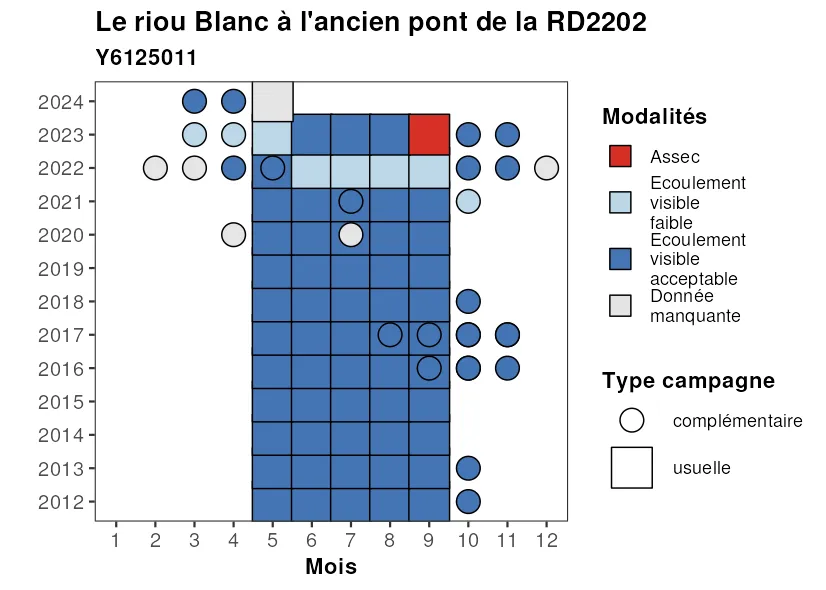 Le riou Blanc à l'ancien pont de la RD2202
Y6125011
2024
2023
2022
2021
2020
2019
2018
2017
2016
2015
2014
2013
2012
1 2 3 4 5 6 7 8 9 10 11 12
Mois
Modalités
Assec
Ecoulement
visible
faible
Ecoulement
visible
acceptable
Donnée
manquante
Type campagne
complémentaire
usuelle